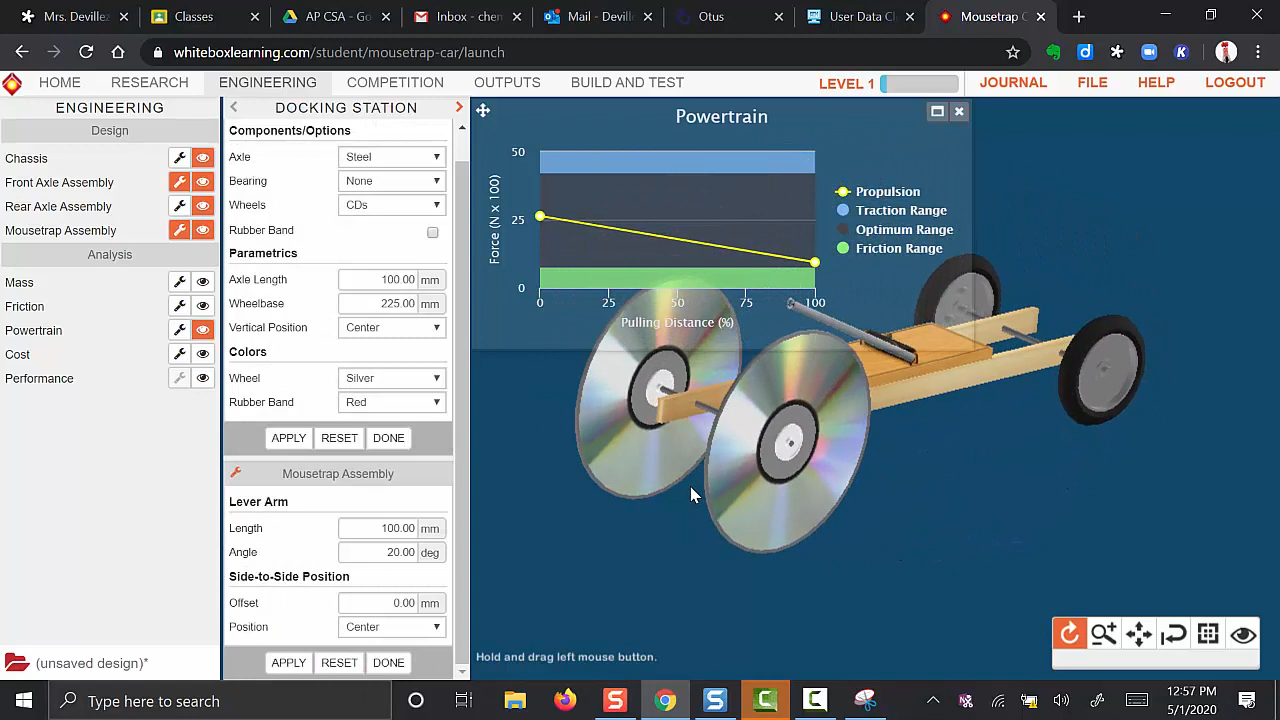 Mrs. Devillez
Classes
AP CSA - Go
Inbox - chem
Mail - Deville
Otus
User Data Cl
Mousetrap C
whiteboxlearning.com/student/mousetrap-car/launch
HOME RESEARCH ENGINEERING COMPETITION OUTPUTS BUILD AND TEST LEVEL 1 JOURNAL FILE HELP LOGOUT
ENGINEERING
Design
Chassis
Front Axle Assembly
Rear Axle Assembly
Mousetrap Assembly
Analysis
Mass
Friction
Powertrain
Cost
Performance
(unsaved design)*
DOCKING STATION
Components/Options
Axle Steel
Bearing None
Wheels CDs
Rubber Band
Parametrics
Axle Length 100.00 mm
Wheelbase 225.00 mm
Vertical Position Center
Colors
Wheel Silver
Rubber Band Red
APPLY RESET DONE
Mousetrap Assembly
Lever Arm
Length 100.00 mm
Angle 20.00 deg
Side-to-Side Position
Offset 0.00 mm
Position Center
APPLY RESET DONE
Powertrain
Force (N x 100)
50
25
0
0 25 50 75 100
Pulling Distance (%)
Propulsion
Traction Range
Optimum Range
Friction Range
Hold and drag left mouse button.
Type here to search
12:57 PM
5/1/2020